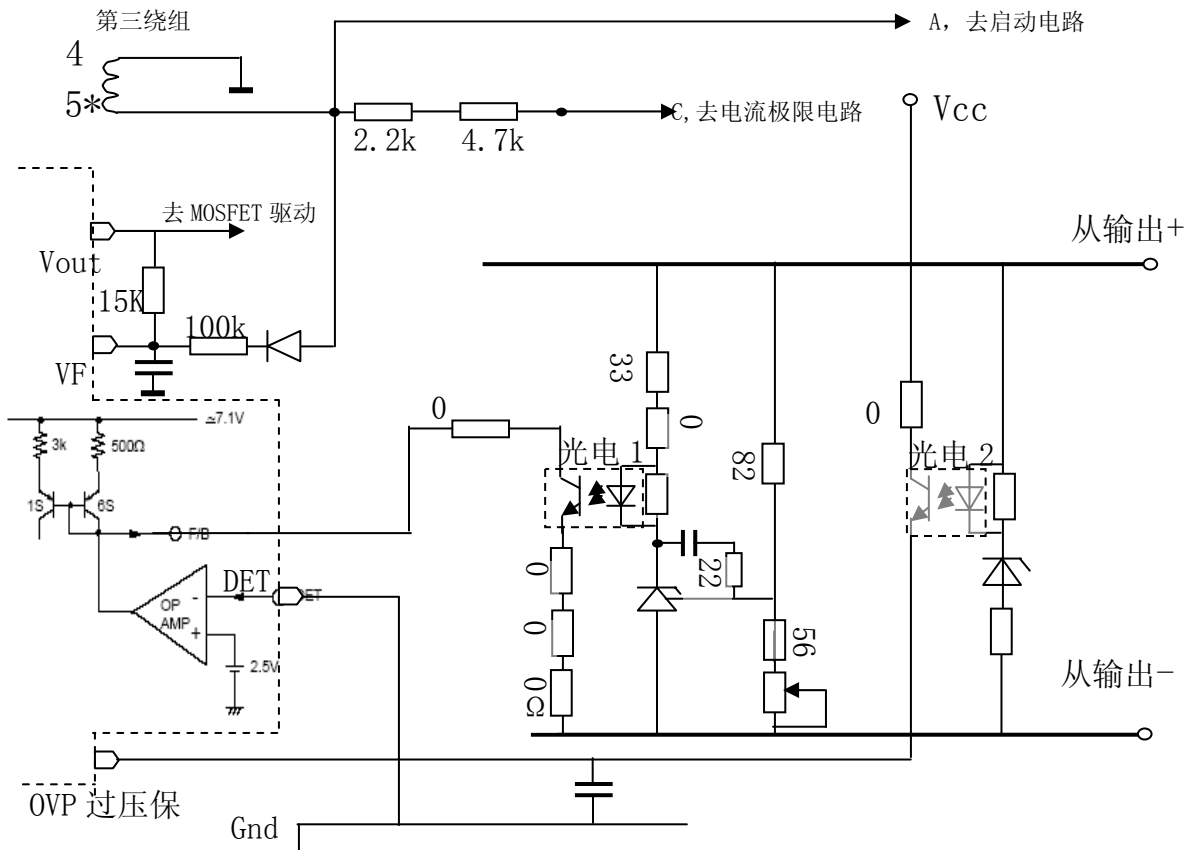 第三绕组
4
5*
A，去启动电路
2.2k
4.7k
C,去电流极限电路
Vcc
去 MOSFET 驱动
Vout
15K
100k
VF
从输出+
33
0
82
0
≃7.1V
3k
500Ω
0
光电 1
光电 2
1S
6S
F/B
22
DET
OP
AMP
-
+
2.5V
0
0
0Ω
56
从输出-
OVP 过压保
Gnd